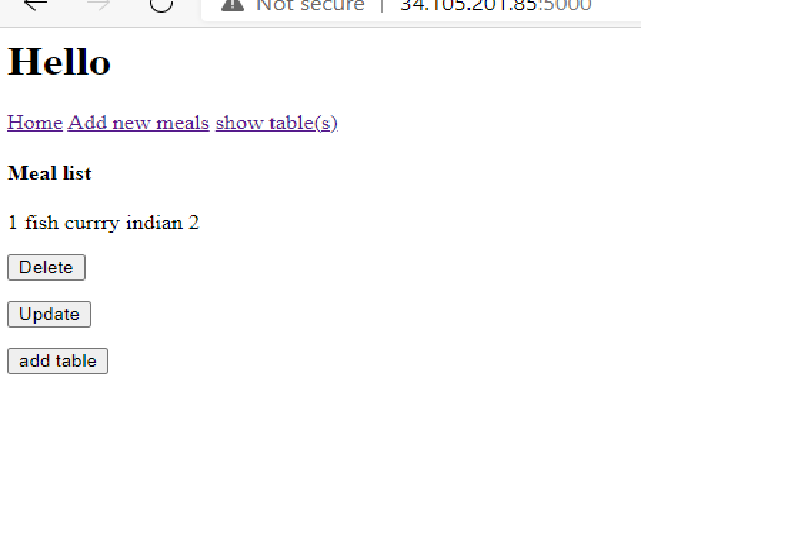 Not secure | 34.105.201.85:5000
Hello
Home Add new meals show table(s)
Meal list
1 fish currry indian 2
Delete
Update
add table